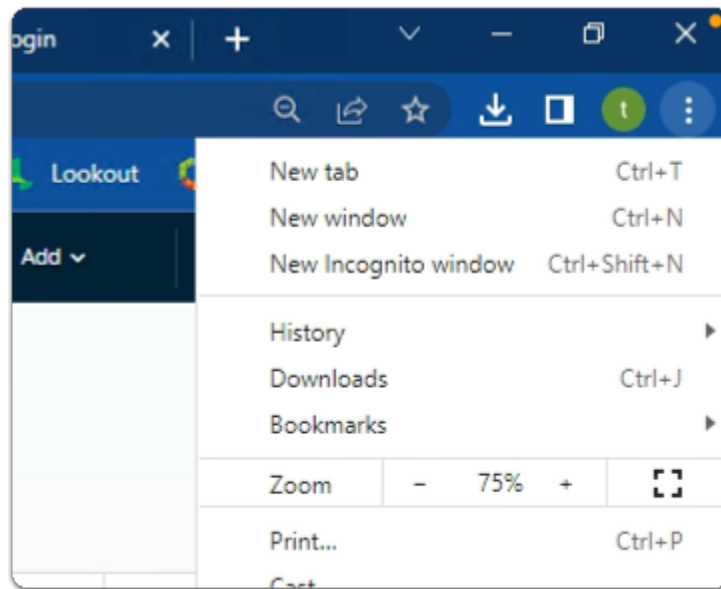 ogin
t
Lookout
Add
New tab Ctrl+T
New window Ctrl+N
New Incognito window Ctrl+Shift+N
History
Downloads Ctrl+J
Bookmarks
Zoom - 75% +
Print... Ctrl+P
Cast